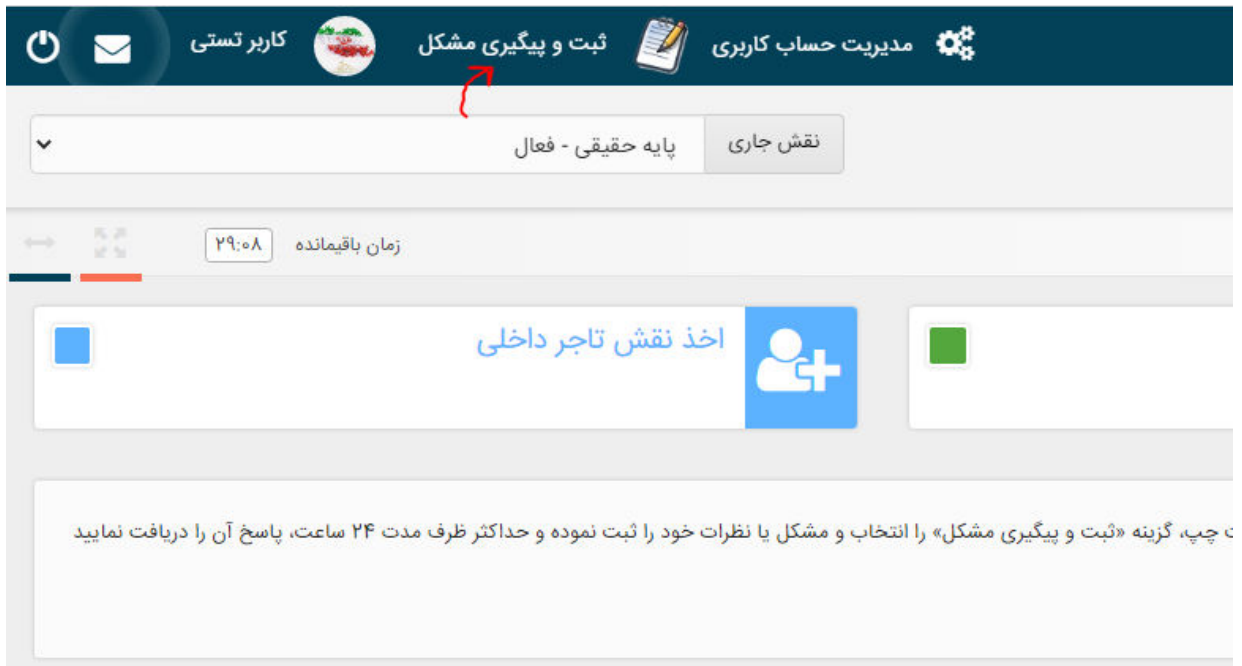 مدیریت حساب کاربری
ثبت و پیگیری مشکل
کاربر تستی
نقش جاری
پایه حقیقی - فعال
زمان باقیمانده
۲۹:۰۸
اخذ نقش تاجر داخلی
چپ، گزینه «ثبت و پیگیری مشکل» را انتخاب و مشکل یا نظرات خود را ثبت نموده و حداکثر ظرف مدت ۲۴ ساعت، پاسخ آن را دریافت نمایید